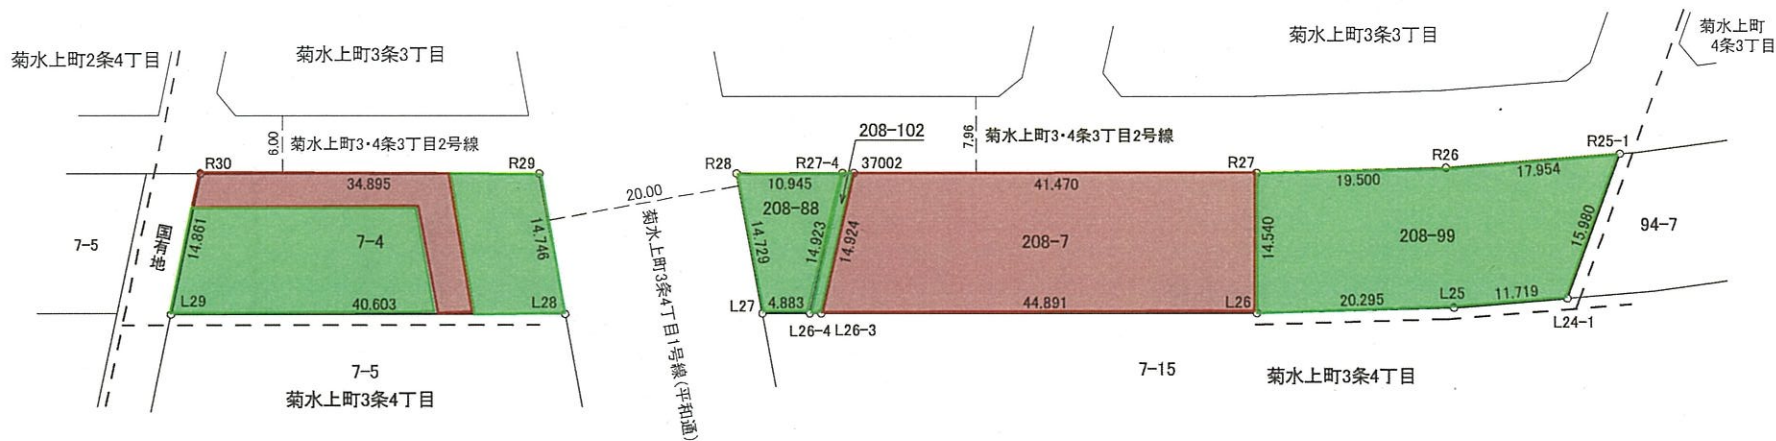 菊水上町2条4丁目
菊水上町3条3丁目
菊水上町3条3丁目
菊水上町
4条3丁目
6.00
菊水上町3・4条3丁目2号線
208-102
7.96
菊水上町3・4条3丁目2号線
R30
34.895
R29
R28
10.945
R27-4
37002
41.470
R27
19.500
R26
17.954
R25-1
20.00
7-5
国有地
14.861
7-4
14.746
菊水上町3条4丁目1号線(平和通)
208-88
14.729
14.923
14.924
208-7
14.540
208-99
15.980
94-7
L29
40.603
L28
L27
4.883
L26-4
L26-3
44.891
L26
20.295
L25
11.719
L24-1
7-5
菊水上町3条4丁目
7-15
菊水上町3条4丁目